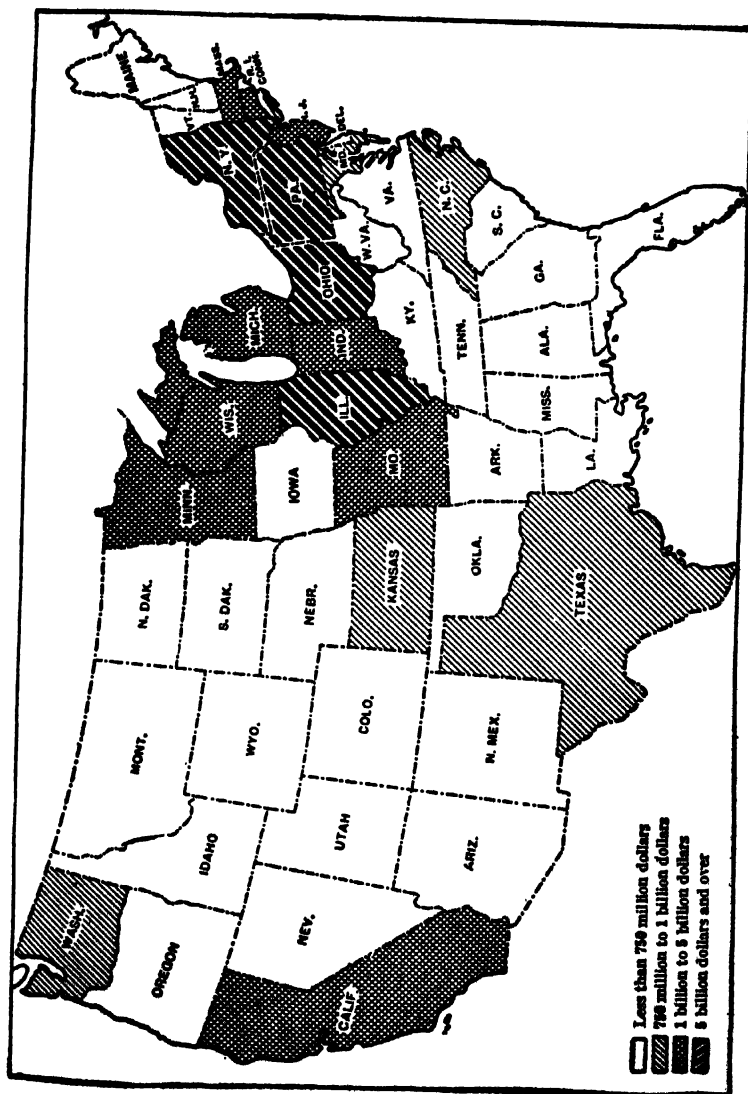 WASH.
OREGON
CALIF.
NEV.
IDAHO
MONT.
WYO.
UTAH
ARIZ.
COLO.
N. MEX.
N. DAK.
S. DAK.
NEBR.
KANSAS
OKLA.
TEXAS
MINN.
IOWA
MO.
ARK.
LA.
WIS.
ILL.
MICH.
IND.
OHIO
KY.
TENN.
MISS.
ALA.
GA.
FLA.
S. C.
N. C.
VA.
W. VA.
PA.
N. Y.
VT.
N.H.
MAINE
MASS.
R. I.
CONN.
N. J.
DEL.
MD.
Less than 750 million dollars
750 million to 1 billion dollars
1 billion to 5 billion dollars
5 billion dollars and over